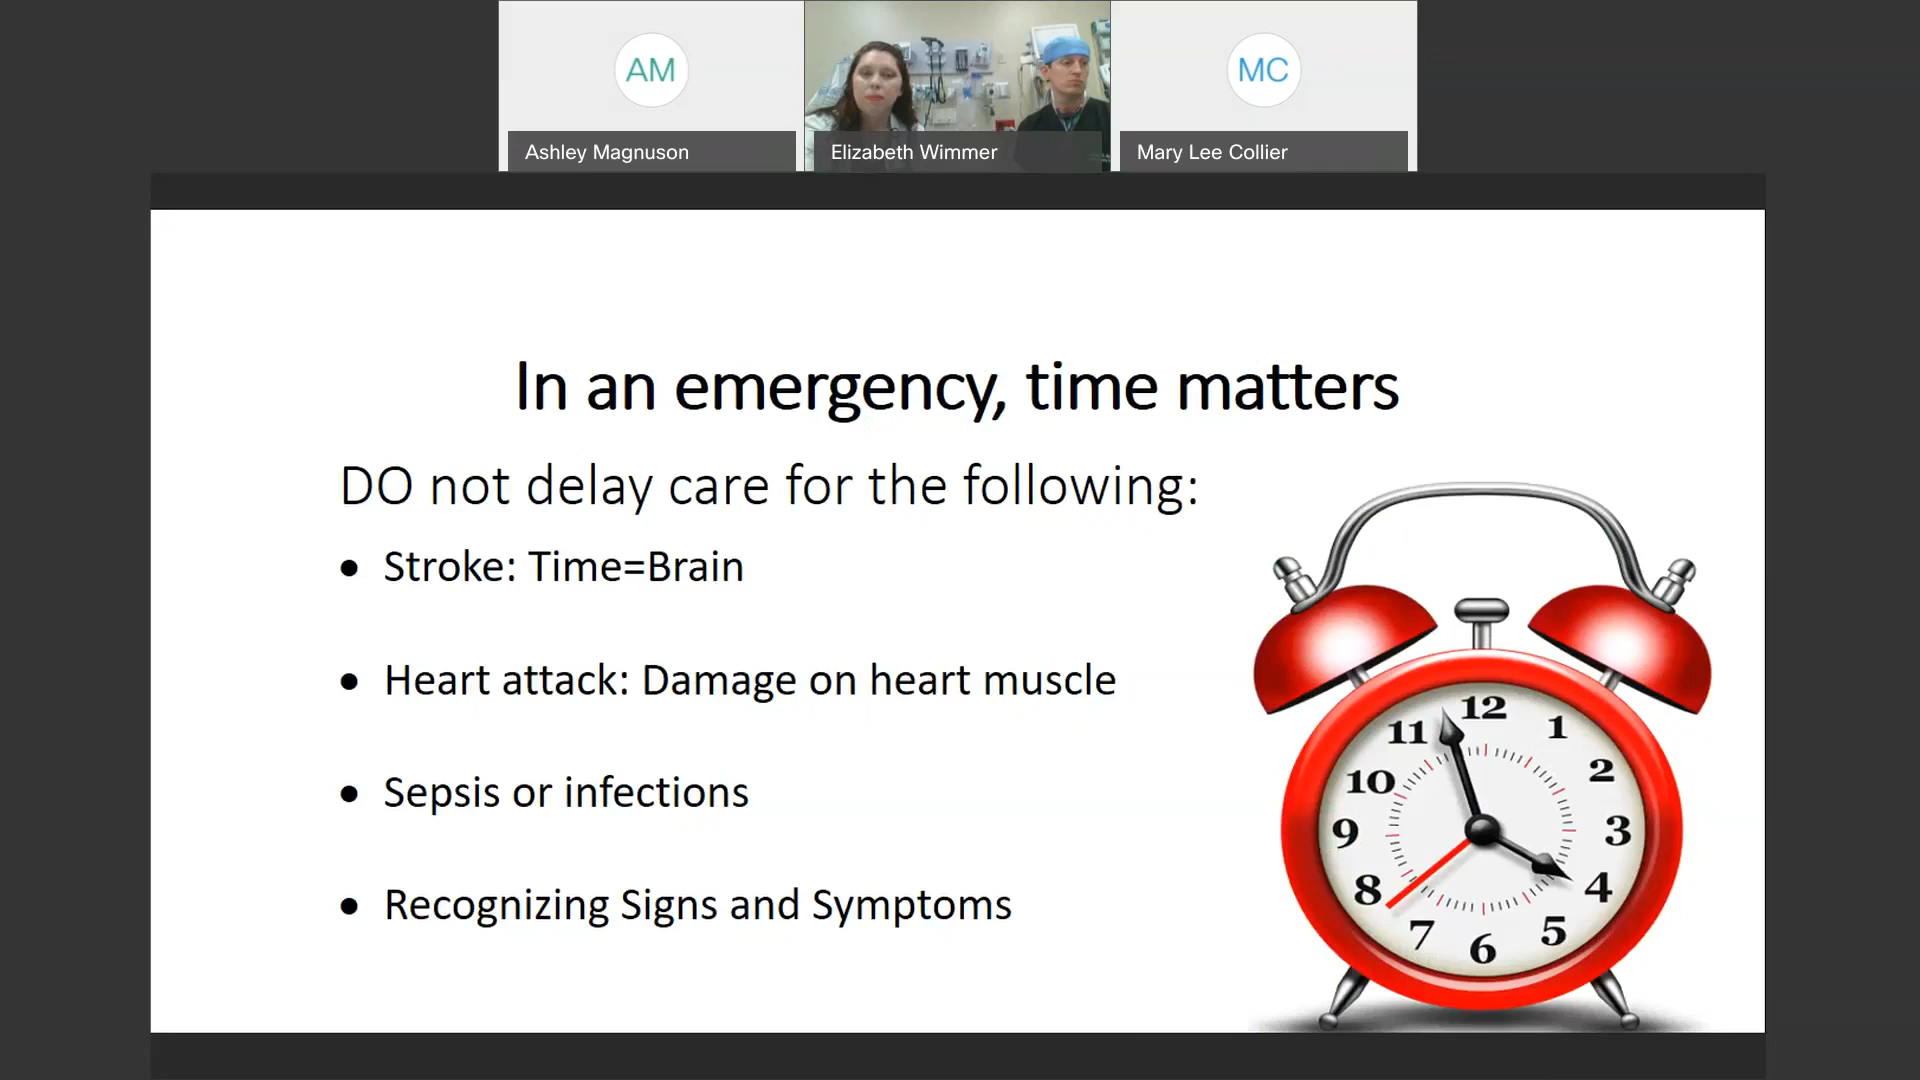 AM
MC
Ashley Magnuson
Elizabeth Wimmer
Mary Lee Collier
In an emergency, time matters
DO not delay care for the following:
• Stroke: Time=Brain
• Heart attack: Damage on heart muscle
• Sepsis or infections
• Recognizing Signs and Symptoms
12
1
2
3
4
5
6
7
8
9
10
11